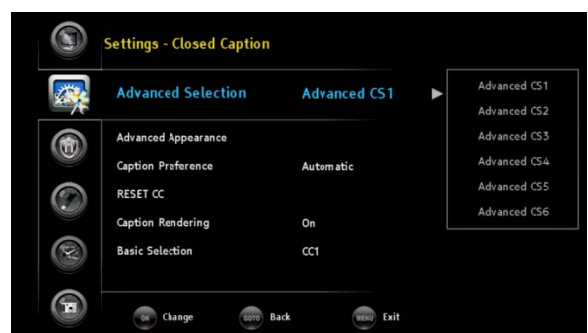 Settings - Closed Caption
Advanced Selection Advanced CS1
Advanced CS1
Advanced CS2
Advanced CS3
Advanced CS4
Advanced CS5
Advanced CS6
Advanced Appearance
Caption Preference Automatic
RESET CC
Caption Rendering On
Basic Selection CC1
OK Change GOTO Back MENU Exit